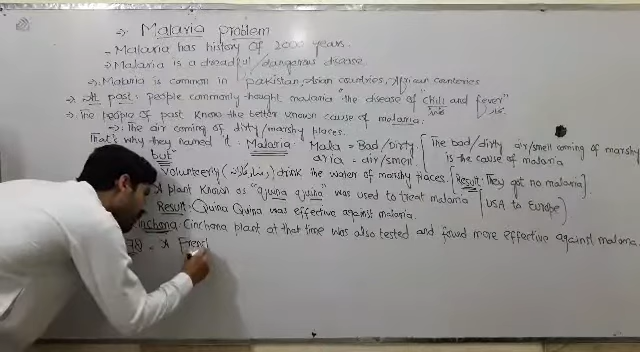 -> Malaria problem
- Malaria has history of 2000 years.
-> Malaria is a dreadful / dangerous disease
-> Malaria is common in pakistan, Asian countries, African countries
-> At past: people commonly thought malaria "the disease of "chill and fever"
-> The people of past know the better known cause of malaria:
-> The air coming of dirty/marshy places.
That's why they named it: Malaria Mala = Bad/Dirty. [The bad/dirty air/smell coming of marshy
"but" aria = air/smell. is the cause of malaria
Volunteerily drink the water of marshy places. [Result: They got no malaria].
plant known as "quina quina" was used to treat malaria [USA to Europe)
Result: Quina Quina was effective against malaria.
Cinchona plant at that time was also tested and found more effective against malaria